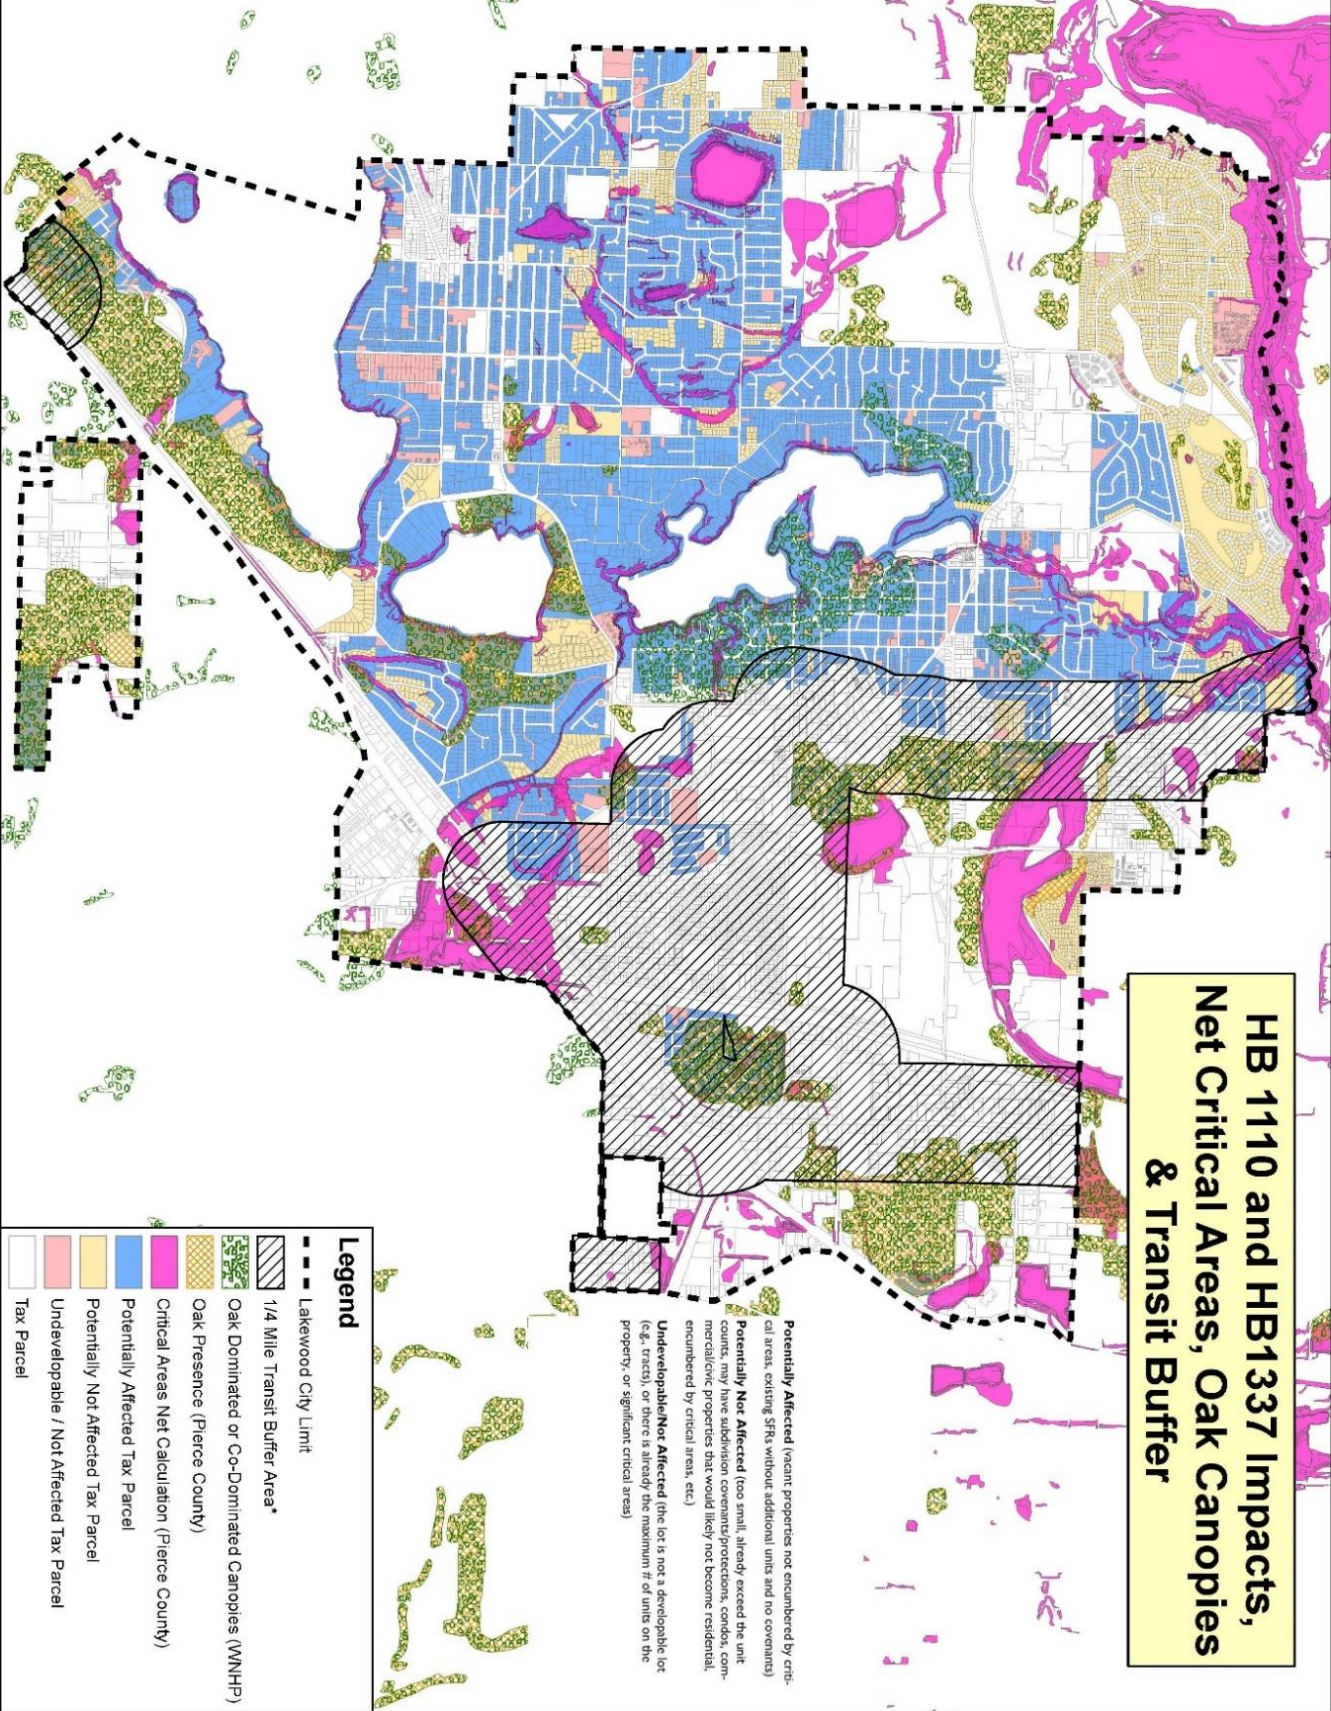 HB 1110 and HB1337 Impacts,
Net Critical Areas, Oak Canopies
& Transit Buffer
Potentially Affected (vacant properties not encumbered by criti-
cal areas, existing SFRs without additional units and no covenants)
Potentially Not Affected (too small, already exceed the unit
counts, may have subdivision covenants/protections, condos, com-
mercial/civic properties that would likely not become residential,
encumbered by critical areas, etc.)
Undevelopable/Not Affected (the lot is not a developable lot
(e.g., tracts), or there is already the maximum # of units on the
property, or significant critical areas)
Legend
Lakewood City Limit
1/4 Mile Transit Buffer Area*
Oak Dominated or Co-Dominated Canopies (WNHP)
Oak Presence (Pierce County)
Critical Areas Net Calculation (Pierce County)
Potentially Affected Tax Parcel
Potentially Not Affected Tax Parcel
Undevelopable / Not Affected Tax Parcel
Tax Parcel